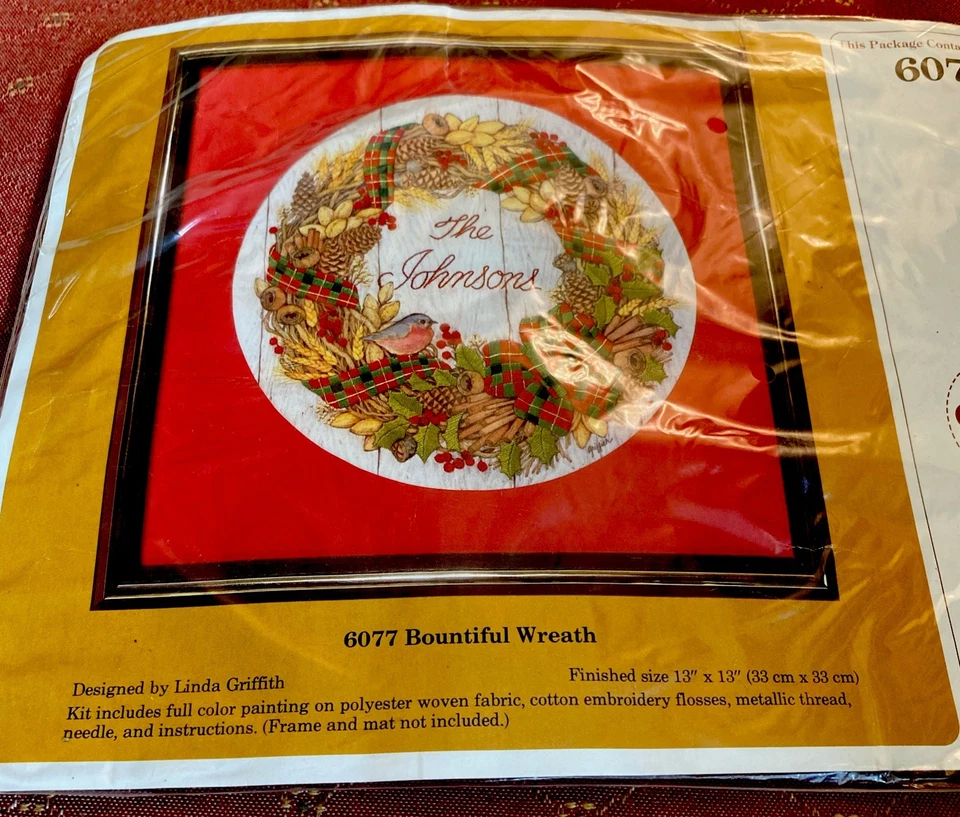 This Package Conta
607
The
Johnsons
6077 Bountiful Wreath
Designed by Linda Griffith
Finished size 13" x 13" (33 cm x 33 cm)
Kit includes full color painting on polyester woven fabric, cotton embroidery flosses, metallic thread,
needle, and instructions. (Frame and mat not included.)